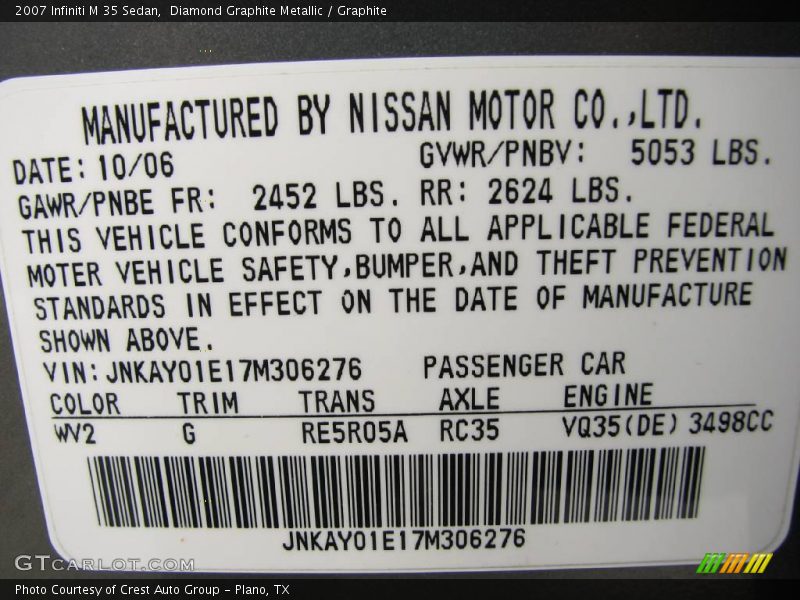 2007 Infiniti M 35 Sedan,  Diamond Graphite Metallic / Graphite
MANUFACTURED BY NISSAN MOTOR CO.,LTD.
DATE: 10/06 GVWR/PNBV: 5053 LBS.
GAWR/PNBE FR: 2452 LBS. RR: 2624 LBS.
THIS VEHICLE CONFORMS TO ALL APPLICABLE FEDERAL
MOTER VEHICLE SAFETY,BUMPER,AND THEFT PREVENTION
STANDARDS IN EFFECT ON THE DATE OF MANUFACTURE
SHOWN ABOVE.
VIN:JNKAY01E17M306276 PASSENGER CAR
COLOR TRIM TRANS AXLE ENGINE
WV2 G RE5R05A RC35 VQ35(DE) 3498CC
JNKAY01E17M306276
GTCARLOT.COM
Photo Courtesy of Crest Auto Group - Plano, TX